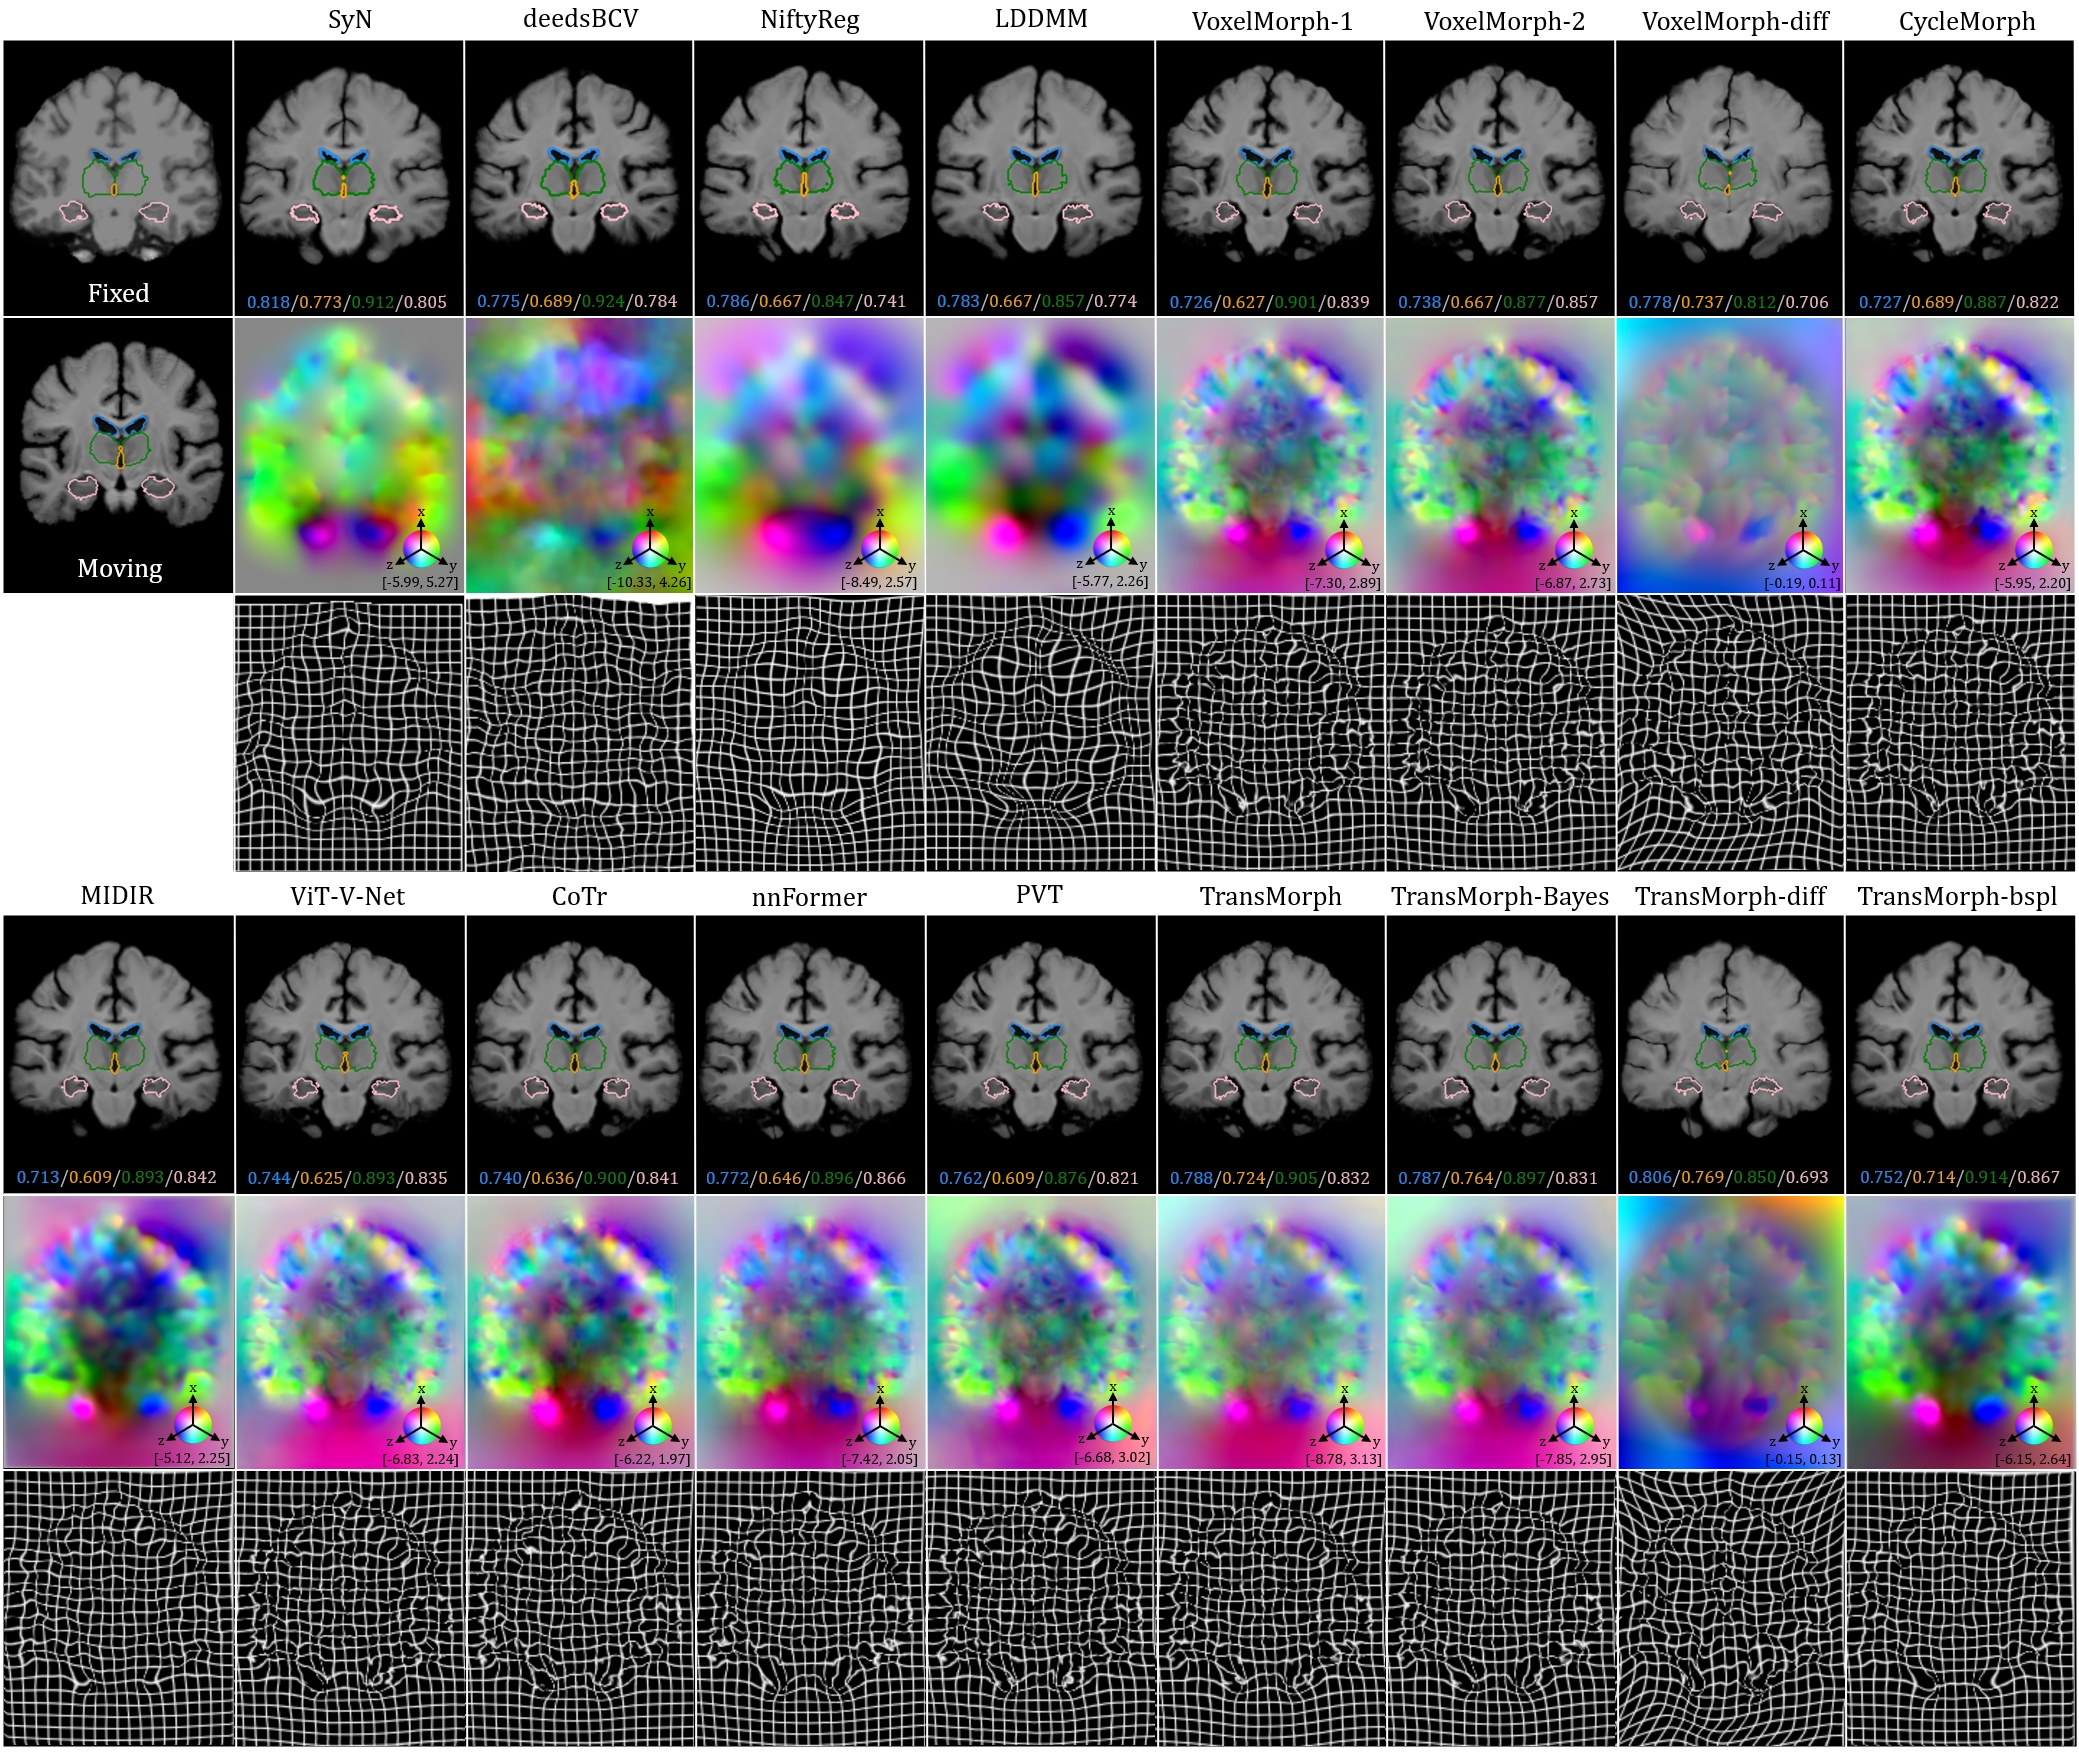 SyN deedsBCV NiftyReg LDDMM VoxelMorph-1 VoxelMorph-2 VoxelMorph-diff CycleMorph
Fixed 0.818/0.773/0.912/0.805 0.775/0.689/0.924/0.784 0.786/0.667/0.847/0.741 0.783/0.667/0.857/0.774 0.726/0.627/0.901/0.839 0.738/0.667/0.877/0.857 0.778/0.737/0.812/0.706 0.727/0.689/0.887/0.822
x x x x x x x x
z y z y z y z y z y z y z y z y
Moving [-5.99, 5.27] [-10.33, 4.26] [-8.49, 2.57] [-5.77, 2.26] [-7.30, 2.89] [-6.87, 2.73] [-0.19, 0.11] [-5.95, 2.20]
MIDIR ViT-V-Net CoTr nnFormer PVT TransMorph TransMorph-Bayes TransMorph-diff TransMorph-bspl
0.713/0.609/0.893/0.842 0.744/0.625/0.893/0.835 0.740/0.636/0.900/0.841 0.772/0.646/0.896/0.866 0.762/0.609/0.876/0.821 0.788/0.724/0.905/0.832 0.787/0.764/0.897/0.831 0.806/0.769/0.850/0.693 0.752/0.714/0.914/0.867
x x x x x x x x x
z y z y z y z y z y z y z y z y z y
[-5.12, 2.25] [-6.83, 2.24] [-6.22, 1.97] [-7.42, 2.05] [-6.68, 3.02] [-8.78, 3.13] [-7.85, 2.95] [-0.15, 0.13] [-6.15, 2.64]